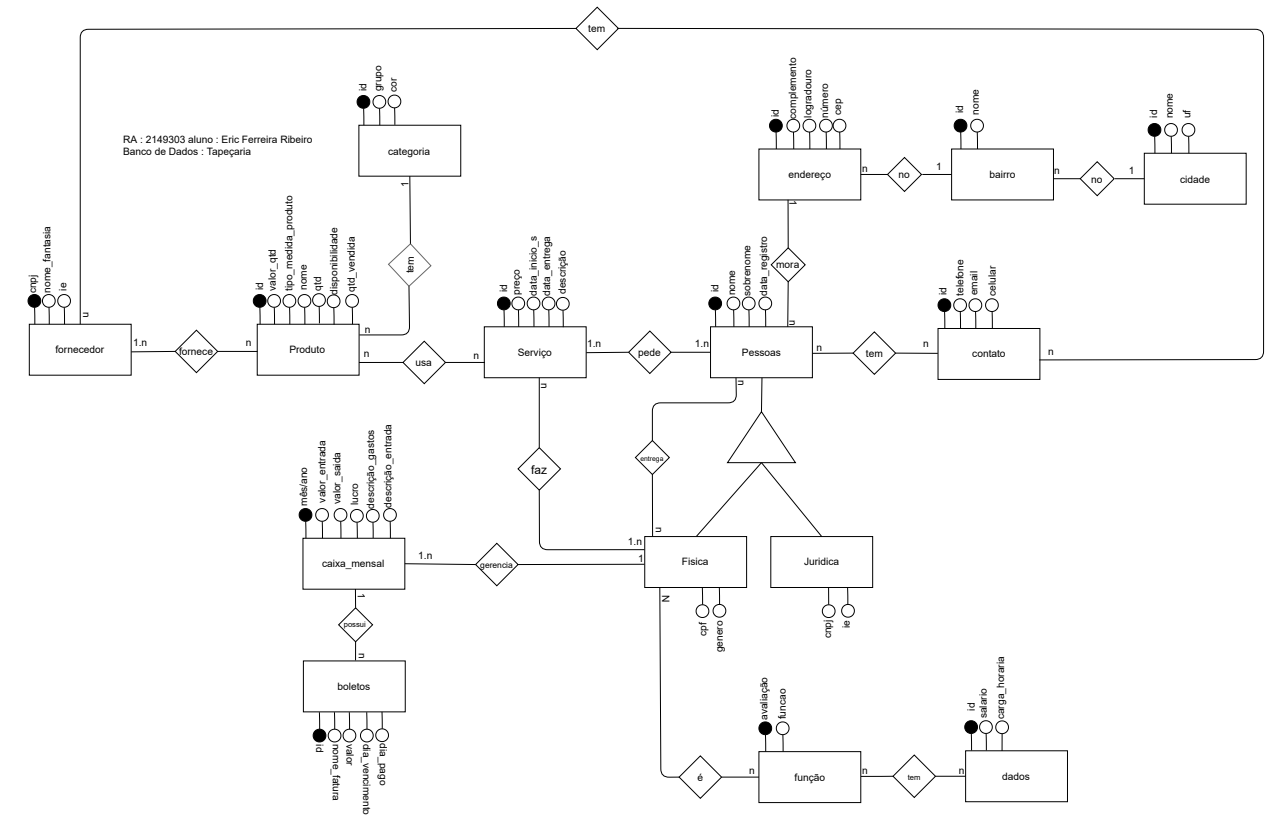 tem
id
grupo
cor
categoria
1
tem
n
RA : 2149303 aluno : Eric Ferreira Ribeiro
Banco de Dados : Tapeçaria
id
complemento
logradouro
número
cep
endereço
n
no
1
id
nome
bairro
n
no
1
id
nome
uf
cidade
1
mora
n
cnpj
nome_fantasia
ie
n
fornecedor
1.n
fornece
n
id
valor_qtd
tipo_medida_produto
nome
qtd
disponibilidade
qtd_vendida
Produto
n
usa
n
id
preço
data_inicio_s
data_entrega
descrição
Serviço
1.n
pede
1.n
id
nome
sobrenome
data_registro
Pessoas
n
tem
n
id
telefone
email
celular
contato
n
n
faz
1.n
n
entrega
n
mês/ano
valor_entrada
valor_saida
lucro
descrição_gastos
descrição_entrada
caixa_mensal
1.n
gerencia
1
Fisica
cpf
genero
Juridica
cnpj
ie
1
possui
n
boletos
id
nome_fatura
valor
dia_vencimento
dia_pago
N
é
n
avaliação
funcao
função
n
tem
n
id
salario
carga_horaria
dados